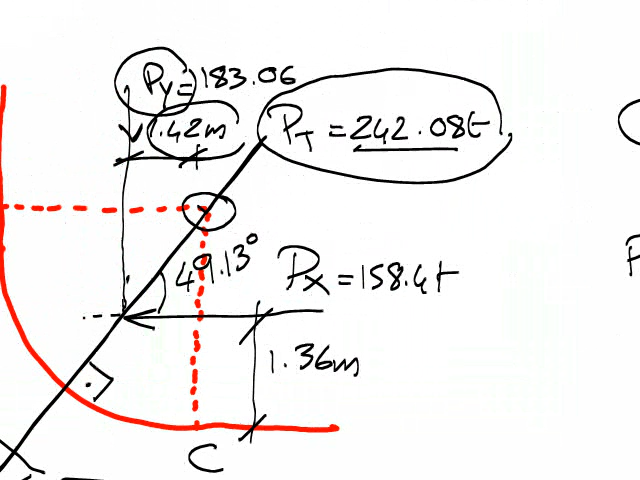 Py=183.06
1.42m
PT=242.08t
49.13°
Px=158.4t
1.36m
C